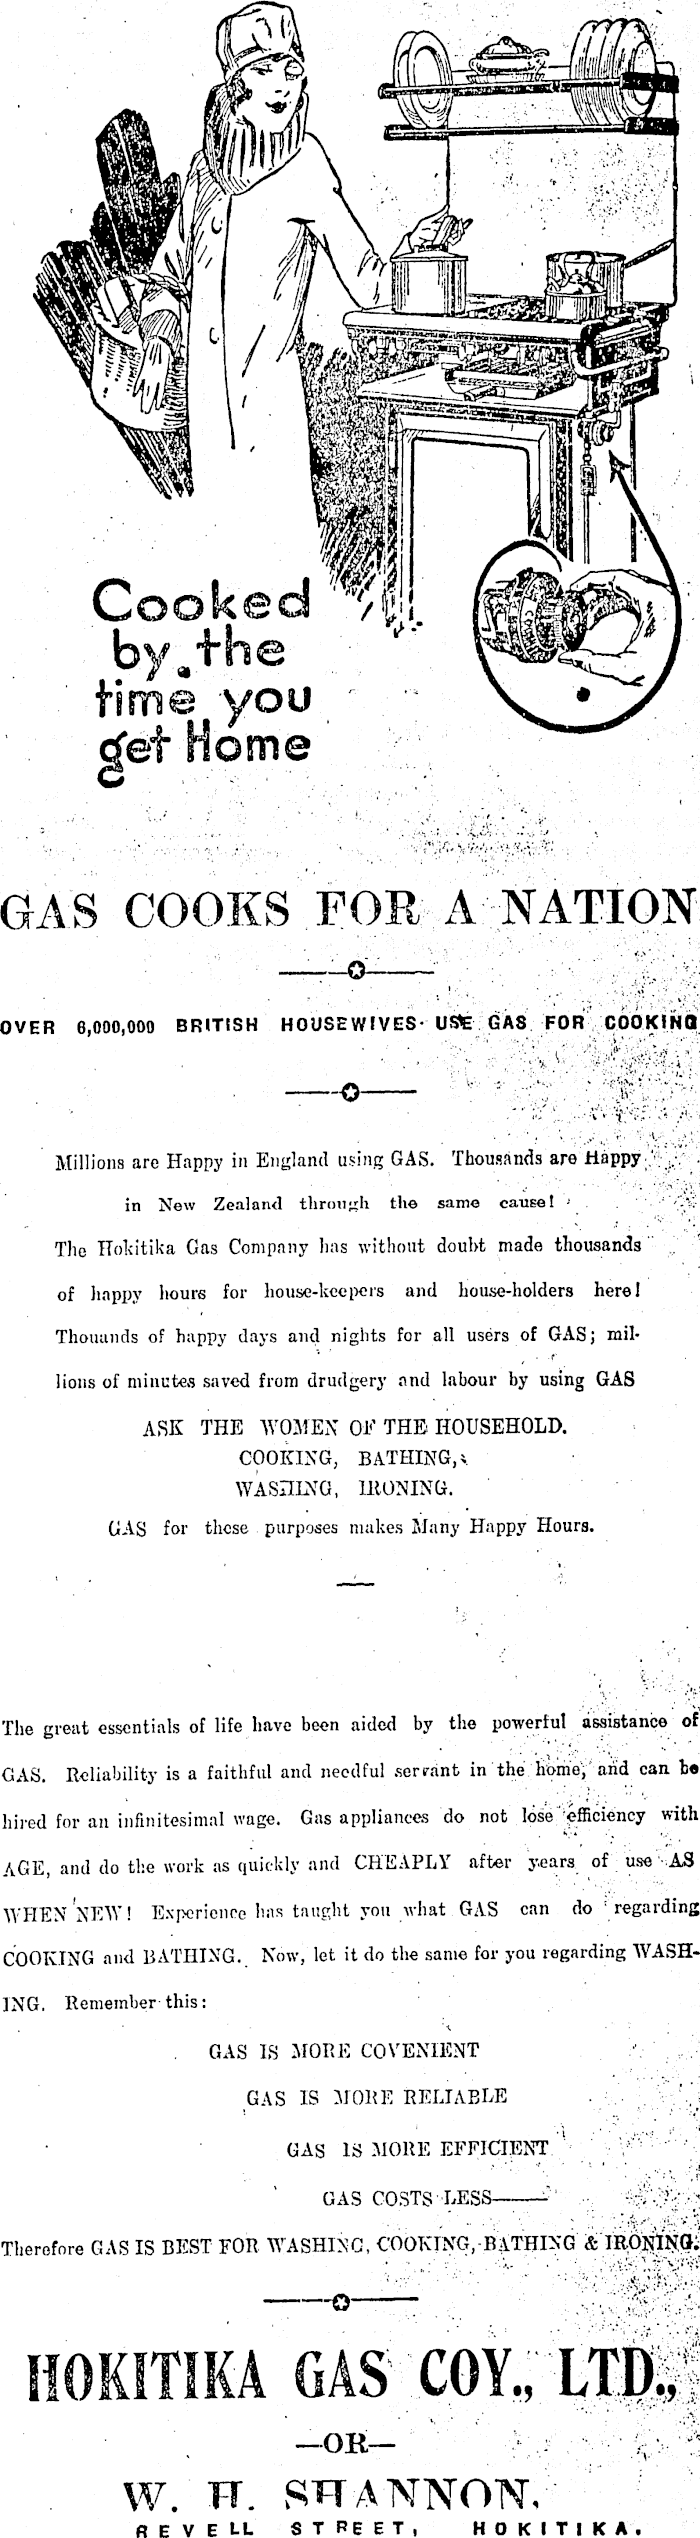 Cooked
by the
time you
get Home
GAS COOKS FOR A NATION
OVER 6,000,000 BRITISH HOUSEWIVES USE GAS FOR COOKING
Millions are Happy in England using GAS. Thousands are Happy
in New Zealand through the same cause!
The Hokitika Gas Company has without doubt made thousands
of happy hours for house-keepers and house-holders here!
Thouands of happy days and nights for all users of GAS; mil-
lions of minutes saved from drudgery and labour by using GAS
ASK THE WOMEN OF THE HOUSEHOLD.
COOKING, BATHING,
WASHING, IRONING.
GAS for these purposes makes Many Happy Hours.
The great essentials of life have been aided by the powerful assistance of
GAS. Reliability is a faithful and needful servant in the home, and can be
hired for an infinitesimal wage. Gas appliances do not lose efficiency with
AGE, and do the work as quickly and CHEAPLY after years of use AS
WHEN NEW! Experience has taught you what GAS can do regarding
COOKING and BATHING. Now, let it do the same for you regarding WASH-
ING. Remember this:
GAS IS MORE COVENIENT
GAS IS MORE RELIABLE
GAS IS MORE EFFICIENT
GAS COSTS LESS——
Therefore GAS IS BEST FOR WASHING, COOKING, BATHING & IRONING.
HOKITIKA GAS COY., LTD.,
—OR—
W. H. SHANNON.
REVELL STREET, HOKITIKA.